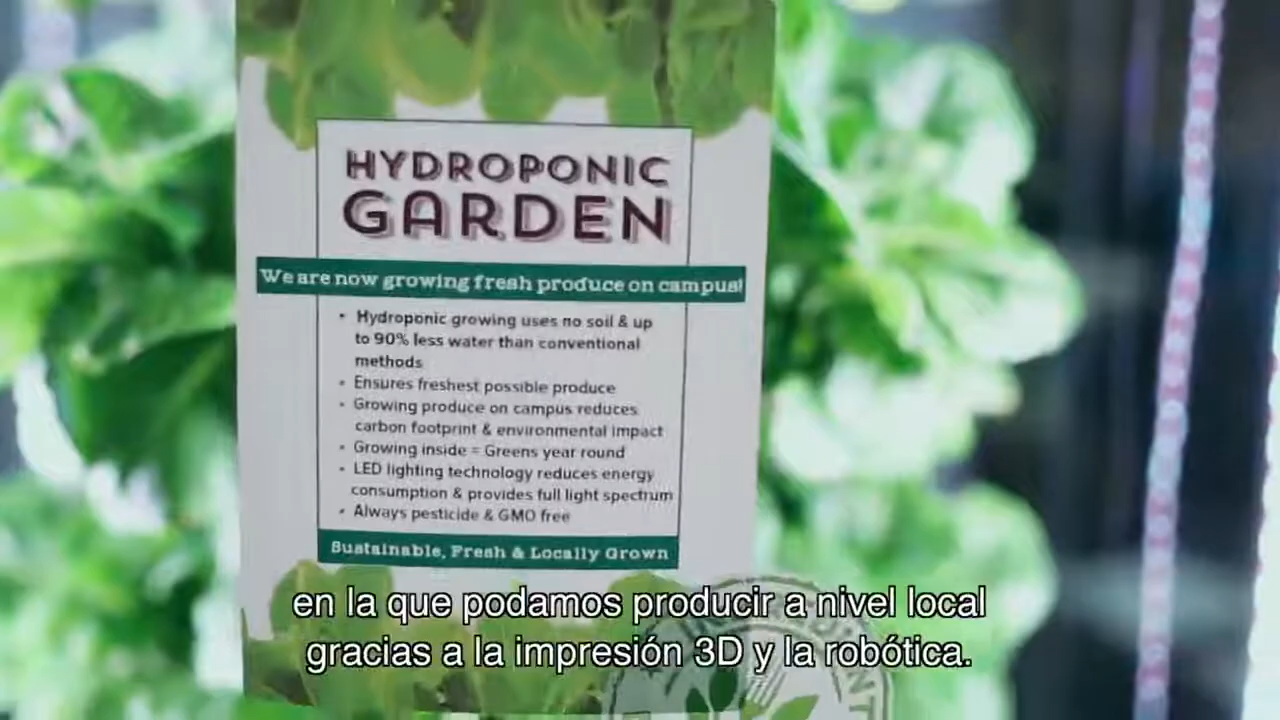 HYDROPONIC
GARDEN
We are now growing fresh produce on campus!
• Hydroponic growing uses no soil & up
to 90% less water than conventional
methods
• Ensures freshest possible produce
• Growing produce on campus reduces
carbon footprint & environmental impact
• Growing inside = Greens year round
• LED lighting technology reduces energy
consumption & provides full light spectrum
• Always pesticide & GMO free
Sustainable, Fresh & Locally Grown
en la que podamos producir a nivel local
gracias a la impresión 3D y la robótica.